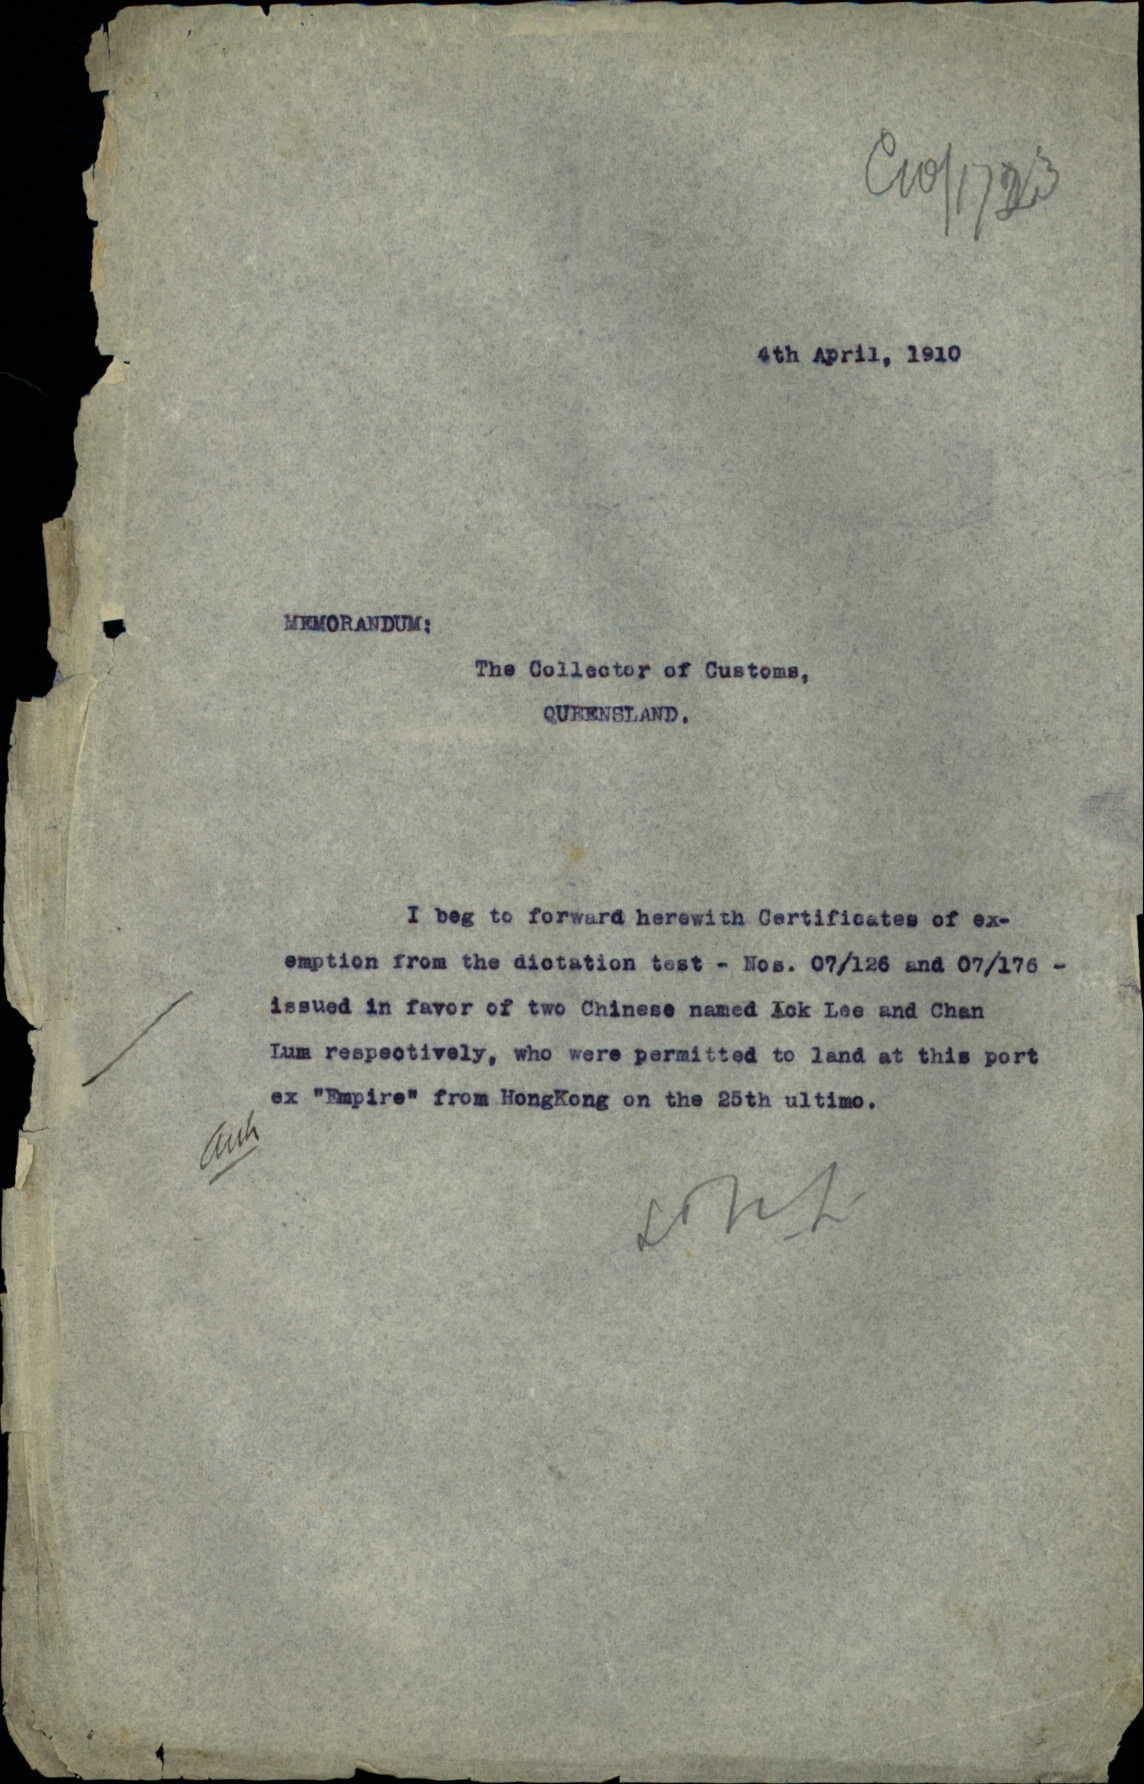 C10/1723
4th April, 1910
MEMORANDUM:
The Collector of Customs,
QUEENSLAND.
I beg to forward herewith Certificates of ex-
emption from the dictation test - Nos. 07/126 and 07/176 -
issued in favor of two Chinese named Ack Lee and Chan
Lum respectively, who were permitted to land at this port
ex "Empire" from HongKong on the 25th ultimo.